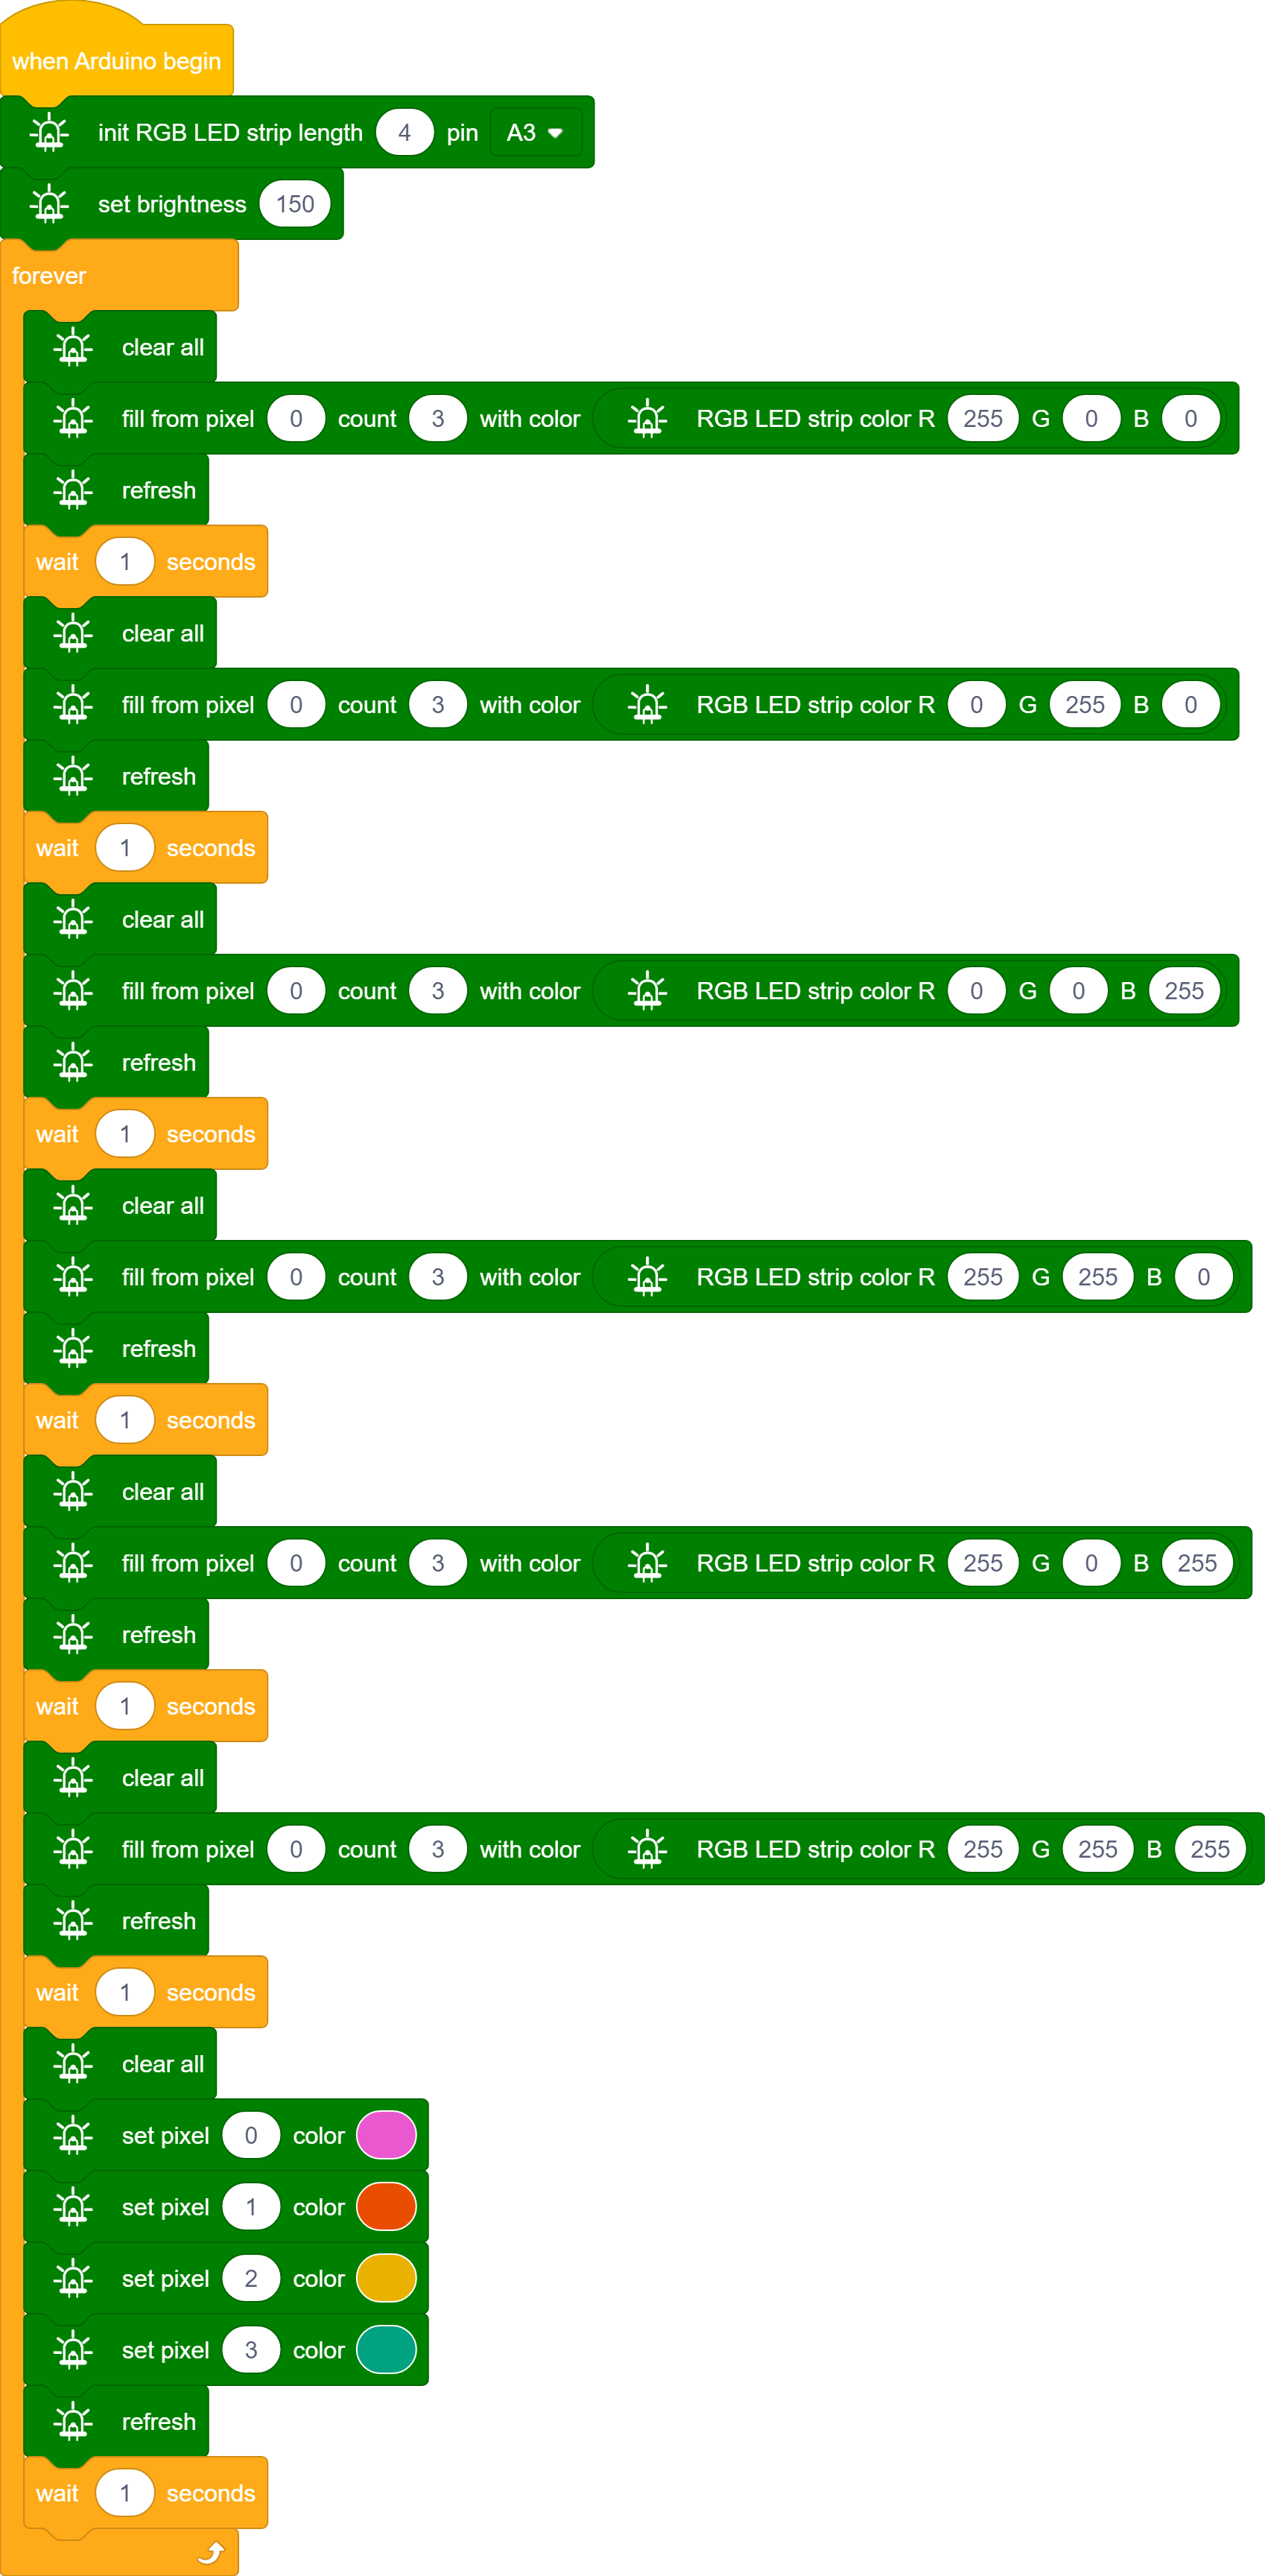 when Arduino begin
init RGB LED strip length 4 pin A3
set brightness 150
forever
clear all
fill from pixel 0 count 3 with color RGB LED strip color R 255 G 0 B 0
refresh
wait 1 seconds
clear all
fill from pixel 0 count 3 with color RGB LED strip color R 0 G 255 B 0
refresh
wait 1 seconds
clear all
fill from pixel 0 count 3 with color RGB LED strip color R 0 G 0 B 255
refresh
wait 1 seconds
clear all
fill from pixel 0 count 3 with color RGB LED strip color R 255 G 255 B 0
refresh
wait 1 seconds
clear all
fill from pixel 0 count 3 with color RGB LED strip color R 255 G 0 B 255
refresh
wait 1 seconds
clear all
fill from pixel 0 count 3 with color RGB LED strip color R 255 G 255 B 255
refresh
wait 1 seconds
clear all
set pixel 0 color
set pixel 1 color
set pixel 2 color
set pixel 3 color
refresh
wait 1 seconds